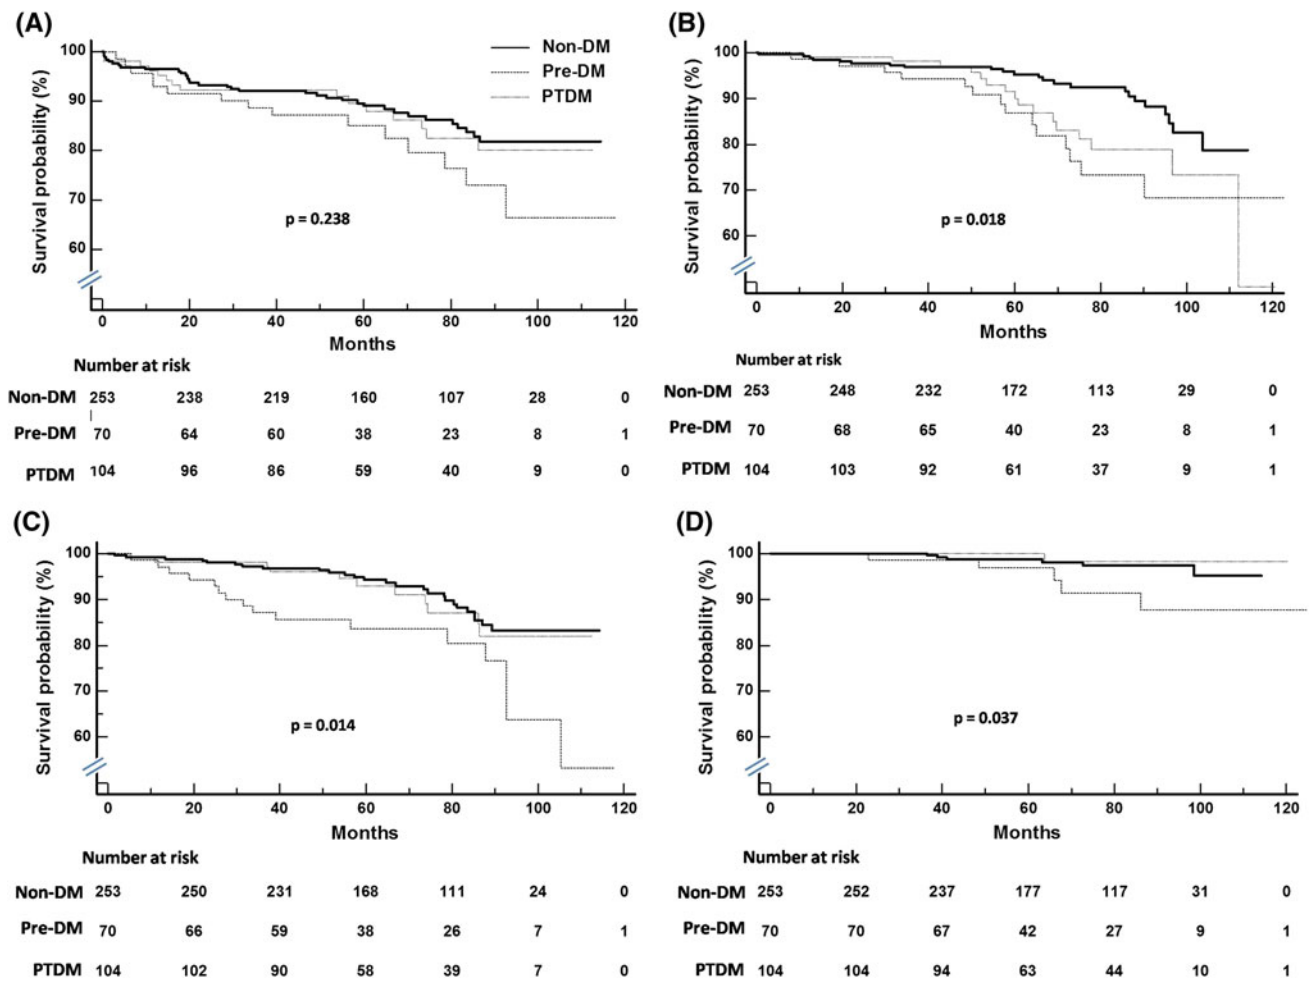 (A)
Survival probability (%)
100
90
80
70
60
Non-DM
Pre-DM
PTDM
p = 0.238
0 20 40 60 80 100 120
Months
Number at risk
Non-DM 253 238 219 160 107 28 0
Pre-DM 70 64 60 38 23 8 1
PTDM 104 96 86 59 40 9 0
(B)
Survival probability (%)
100
90
80
70
60
p = 0.018
0 20 40 60 80 100 120
Months
Number at risk
Non-DM 253 248 232 172 113 29 0
Pre-DM 70 68 65 40 23 8 1
PTDM 104 103 92 61 37 9 1
(C)
Survival probability (%)
100
90
80
70
60
p = 0.014
0 20 40 60 80 100 120
Months
Number at risk
Non-DM 253 250 231 168 111 24 0
Pre-DM 70 66 59 38 26 7 1
PTDM 104 102 90 58 39 7 0
(D)
Survival probability (%)
100
90
80
70
60
p = 0.037
0 20 40 60 80 100 120
Months
Number at risk
Non-DM 253 252 237 177 117 31 0
Pre-DM 70 70 67 42 27 9 1
PTDM 104 104 94 63 44 10 1